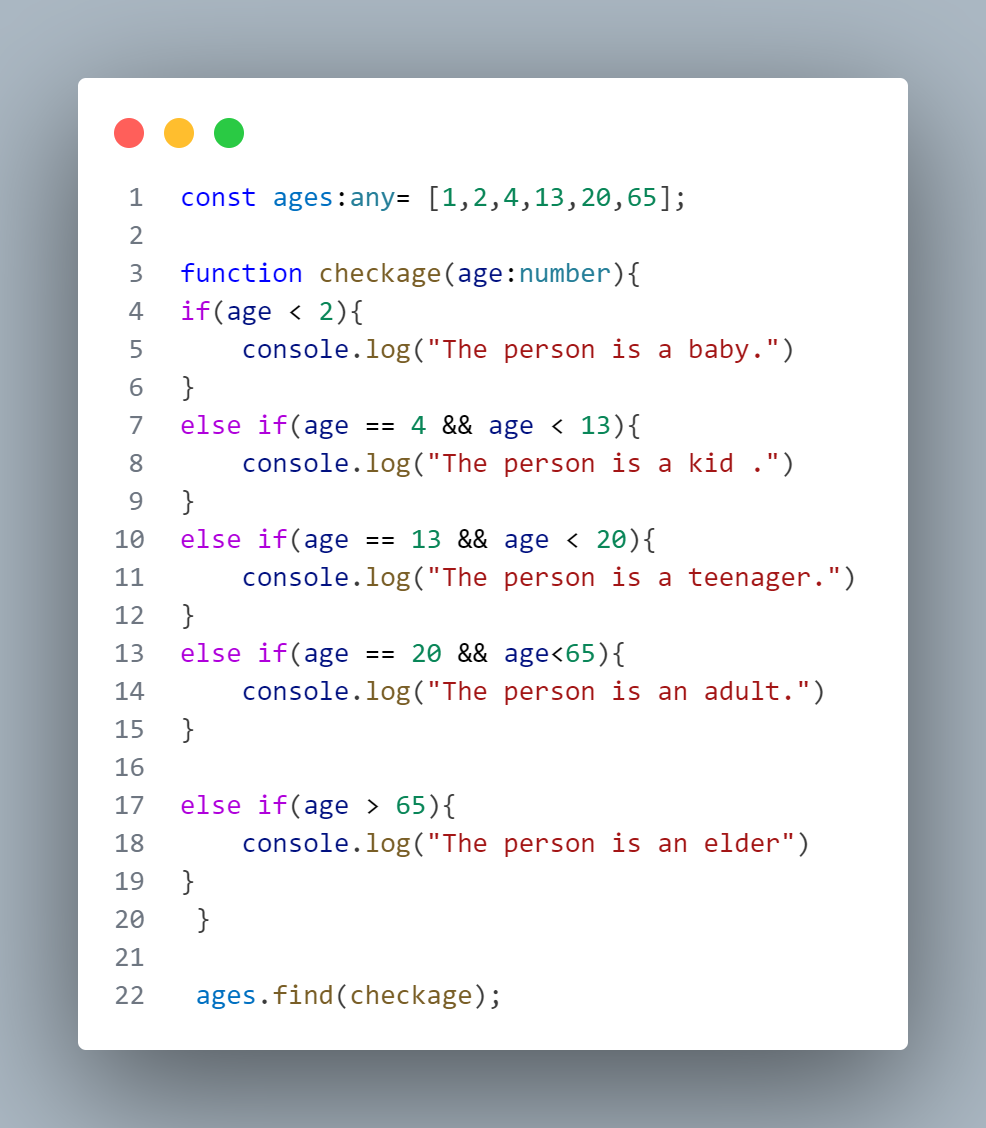 1 const ages:any= [1,2,4,13,20,65];
2
3 function checkage(age:number){
4 if(age < 2){
5     console.log("The person is a baby.")
6 }
7 else if(age == 4 && age < 13){
8     console.log("The person is a kid .")
9 }
10 else if(age == 13 && age < 20){
11     console.log("The person is a teenager.")
12 }
13 else if(age == 20 && age<65){
14     console.log("The person is an adult.")
15 }
16
17 else if(age > 65){
18     console.log("The person is an elder")
19 }
20  }
21
22  ages.find(checkage);